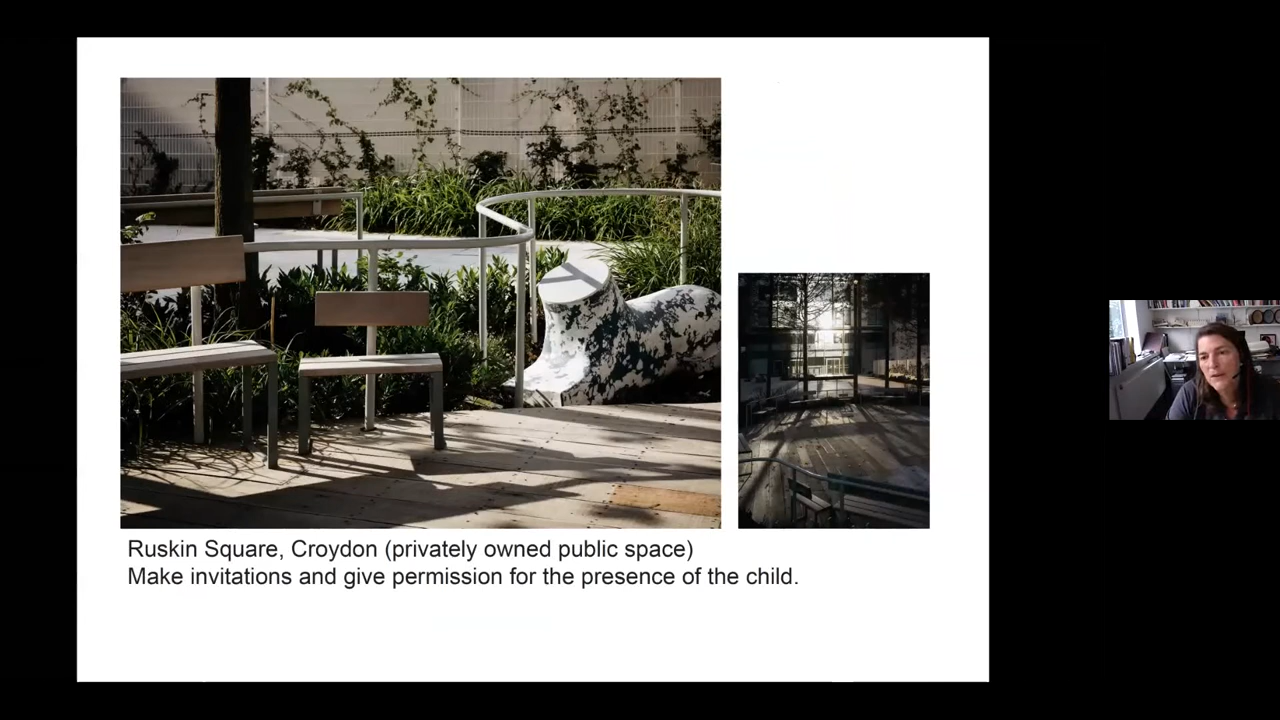 Ruskin Square, Croydon (privately owned public space)
Make invitations and give permission for the presence of the child.